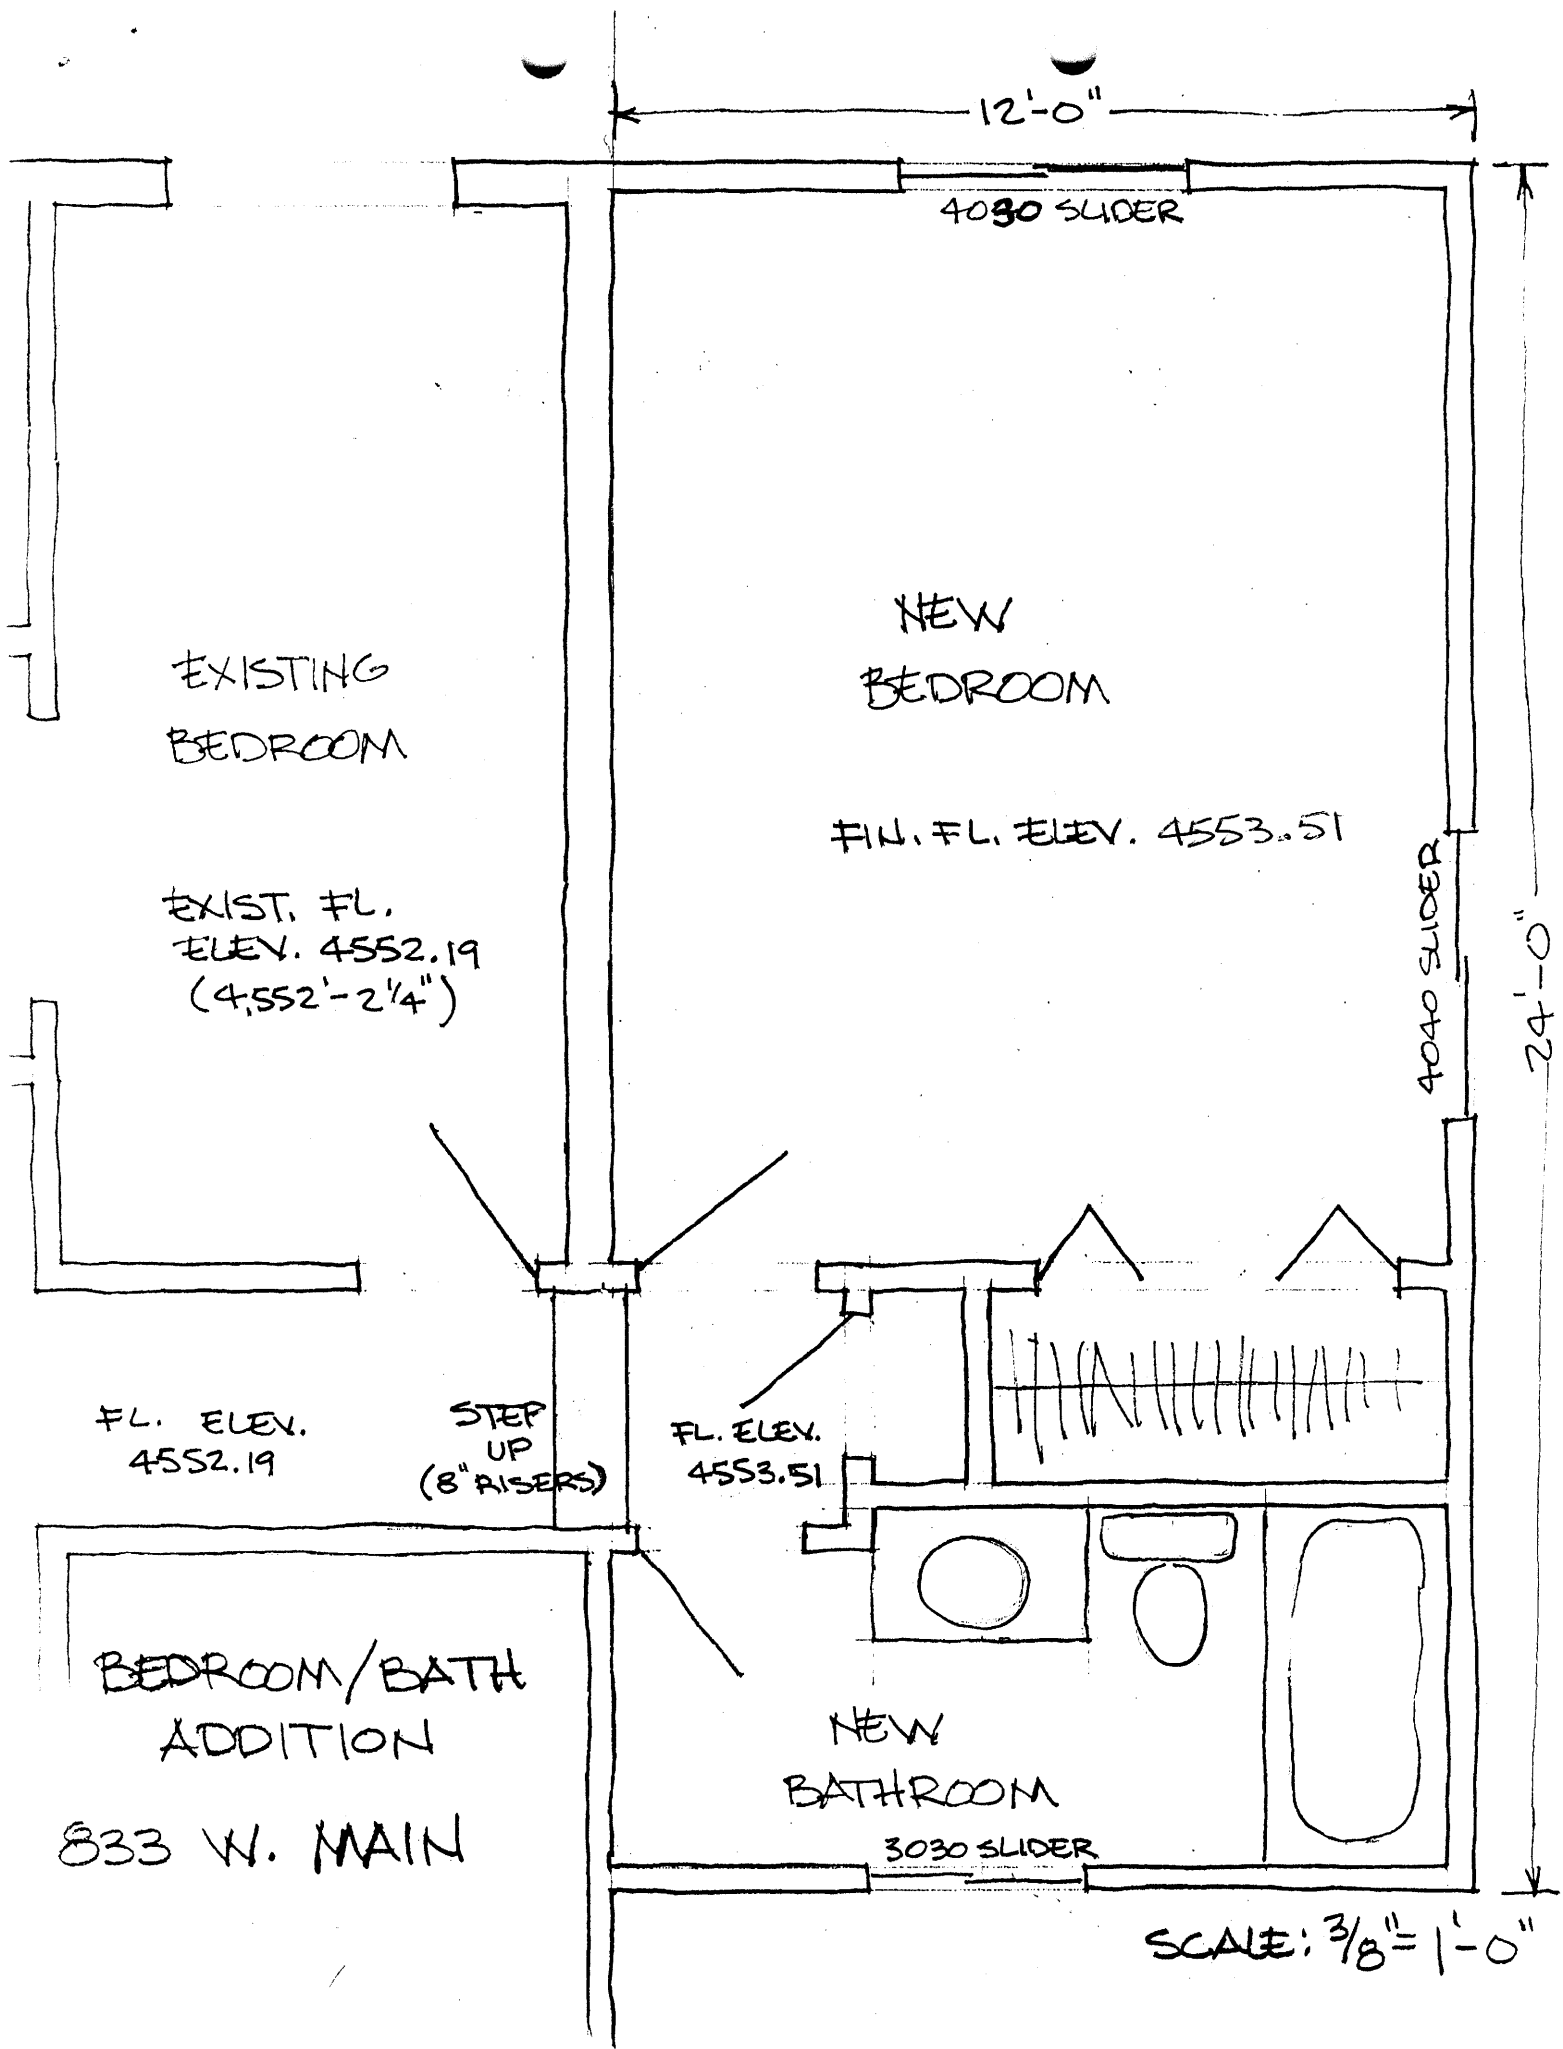 12'-0"
4030 SLIDER
NEW
BEDROOM
EXISTING
BEDROOM
FIN. FL. ELEV. 4553.51
EXIST. FL.
ELEV. 4552.19
(4,552'-2 1/4")
4040 SLIDER
24'-0"
FL. ELEV.
4552.19
STEP
UP
(8" RISERS)
FL. ELEV.
4553.51
BEDROOM/BATH
ADDITION
833 W. MAIN
NEW
BATHROOM
3030 SLIDER
SCALE: 3/8"=1'-0"